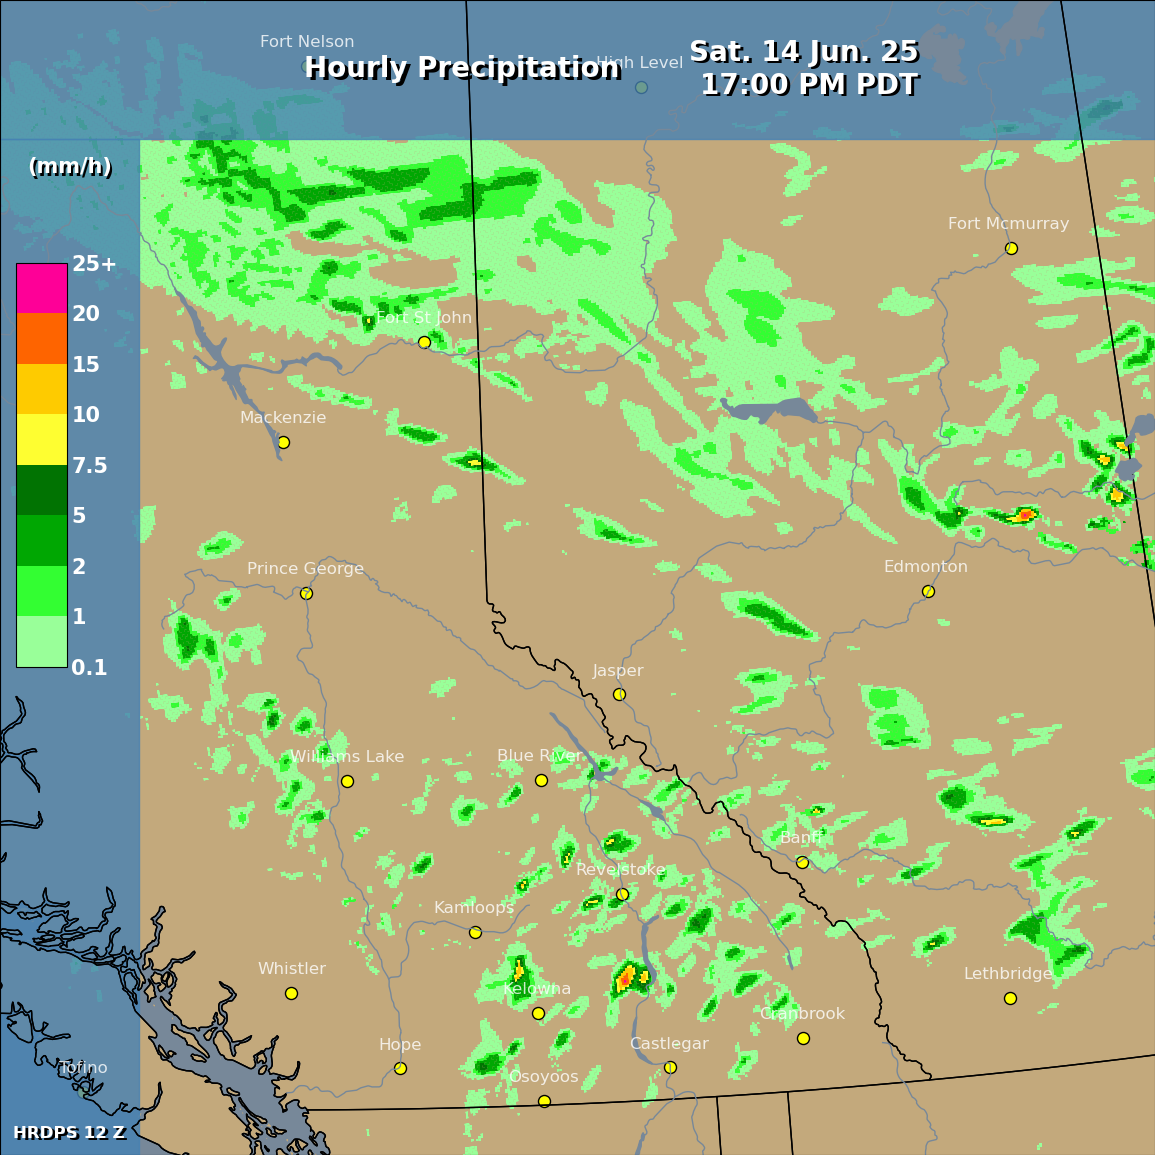 Fort Nelson
High Level
Hourly Precipitation
Sat. 14 Jun. 25
17:00 PM PDT
(mm/h)
Fort Mcmurray
25+
20
15
10
7.5
5
2
1
0.1
Fort St John
Mackenzie
Prince George
Edmonton
Jasper
Williams Lake
Blue River
Banff
Revelstoke
Kamloops
Whistler
Kelowna
Lethbridge
Cranbrook
Hope
Castlegar
Tofino
Osoyoos
HRDPS 12 Z